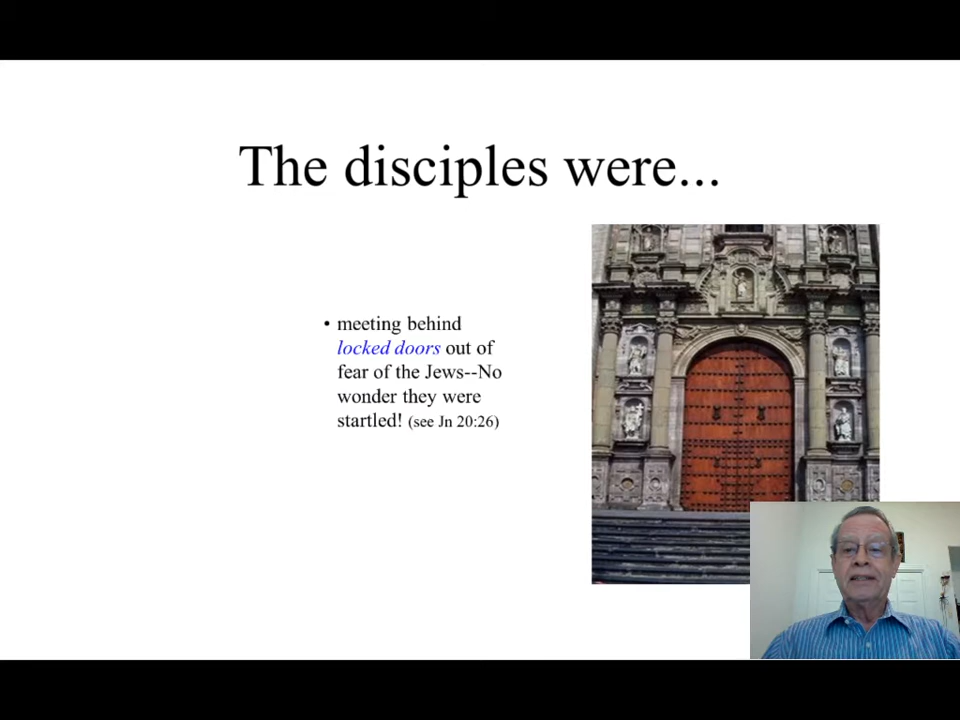 The disciples were...
• meeting behind
locked doors out of
fear of the Jews--No
wonder they were
startled! (see Jn 20:26)